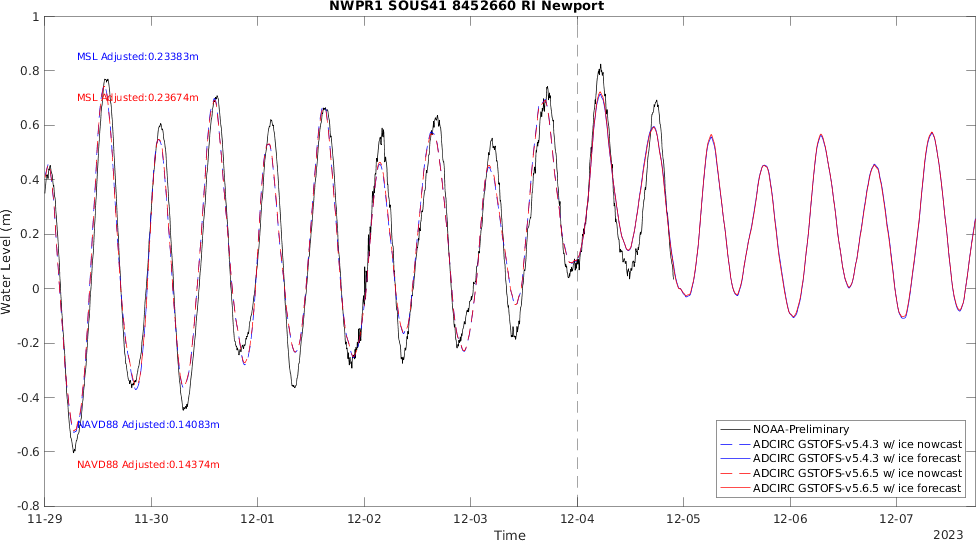 NWPR1 SOUS41 8452660 RI Newport
1
0.8
0.6
0.4
0.2
0
-0.2
-0.4
-0.6
-0.8
Water Level (m)
MSL Adjusted:0.23383m
MSL Adjusted:0.23674m
NAVD88 Adjusted:0.14083m
NAVD88 Adjusted:0.14374m
NOAA-Preliminary
ADCIRC GSTOFS-v5.4.3 w/ ice nowcast
ADCIRC GSTOFS-v5.4.3 w/ ice forecast
ADCIRC GSTOFS-v5.6.5 w/ ice nowcast
ADCIRC GSTOFS-v5.6.5 w/ ice forecast
11-29 11-30 12-01 12-02 12-03 12-04 12-05 12-06 12-07
Time
2023